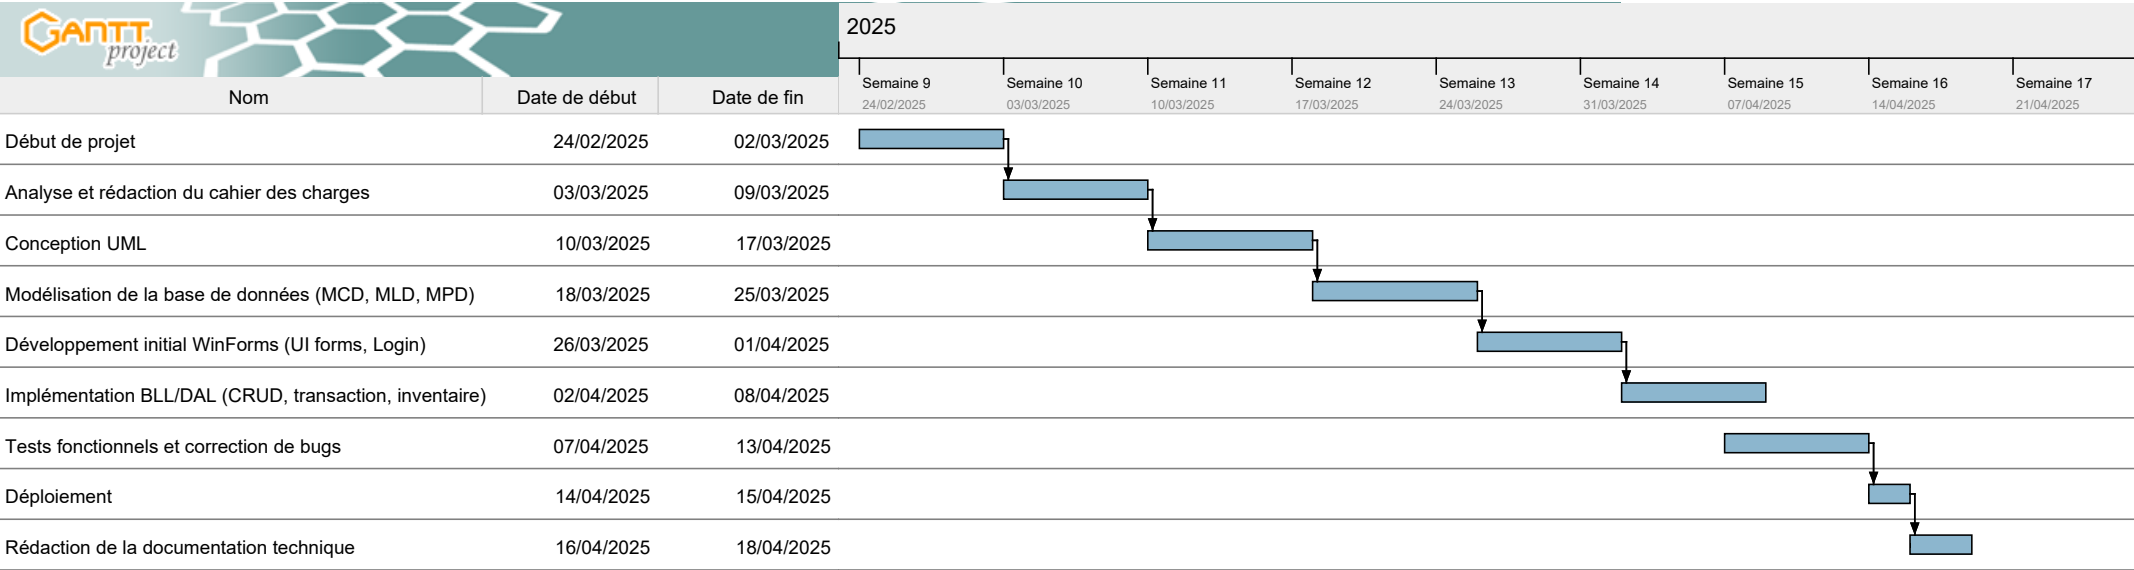 GANTT
project
2025
Semaine 9 Semaine 10 Semaine 11 Semaine 12 Semaine 13 Semaine 14 Semaine 15 Semaine 16 Semaine 17
Nom Date de début Date de fin 24/02/2025 03/03/2025 10/03/2025 17/03/2025 24/03/2025 31/03/2025 07/04/2025 14/04/2025 21/04/2025
Début de projet 24/02/2025 02/03/2025
Analyse et rédaction du cahier des charges 03/03/2025 09/03/2025
Conception UML 10/03/2025 17/03/2025
Modélisation de la base de données (MCD, MLD, MPD) 18/03/2025 25/03/2025
Développement initial WinForms (UI forms, Login) 26/03/2025 01/04/2025
Implémentation BLL/DAL (CRUD, transaction, inventaire) 02/04/2025 08/04/2025
Tests fonctionnels et correction de bugs 07/04/2025 13/04/2025
Déploiement 14/04/2025 15/04/2025
Rédaction de la documentation technique 16/04/2025 18/04/2025